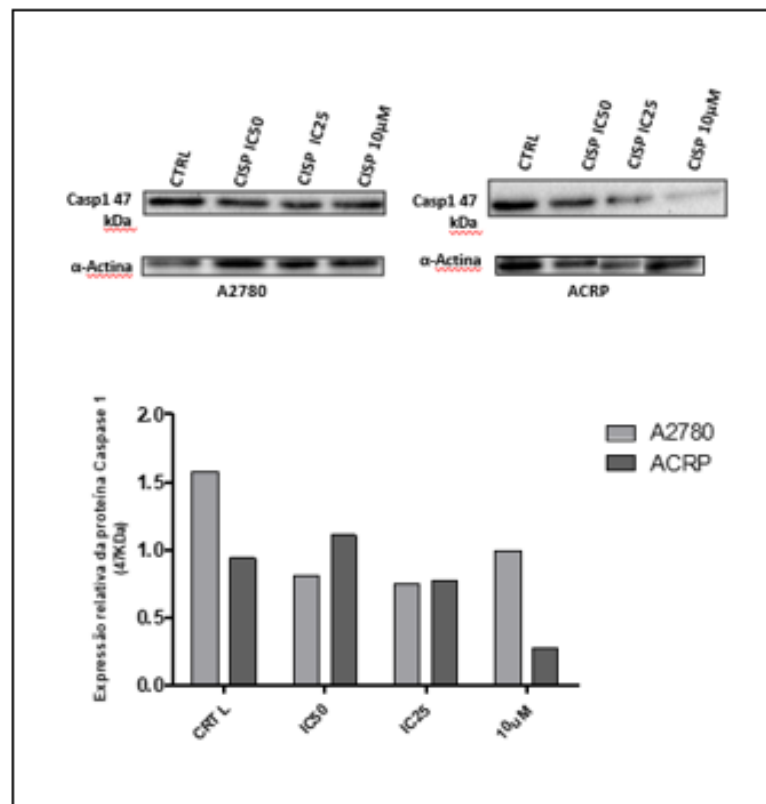 CTRL CISP IC50 CISP IC25 CISP 10µM
Casp1 47
kDa
α-Actina
A2780
CTRL CISP IC50 CISP IC25 CISP 10µM
Casp1 47
kDa
α-Actina
ACRP
Expressão relativa da proteína Caspase 1
(47KDa)
2.0
1.5
1.0
0.5
0.0
CRT L IC50 IC25 10µM
A2780
ACRP